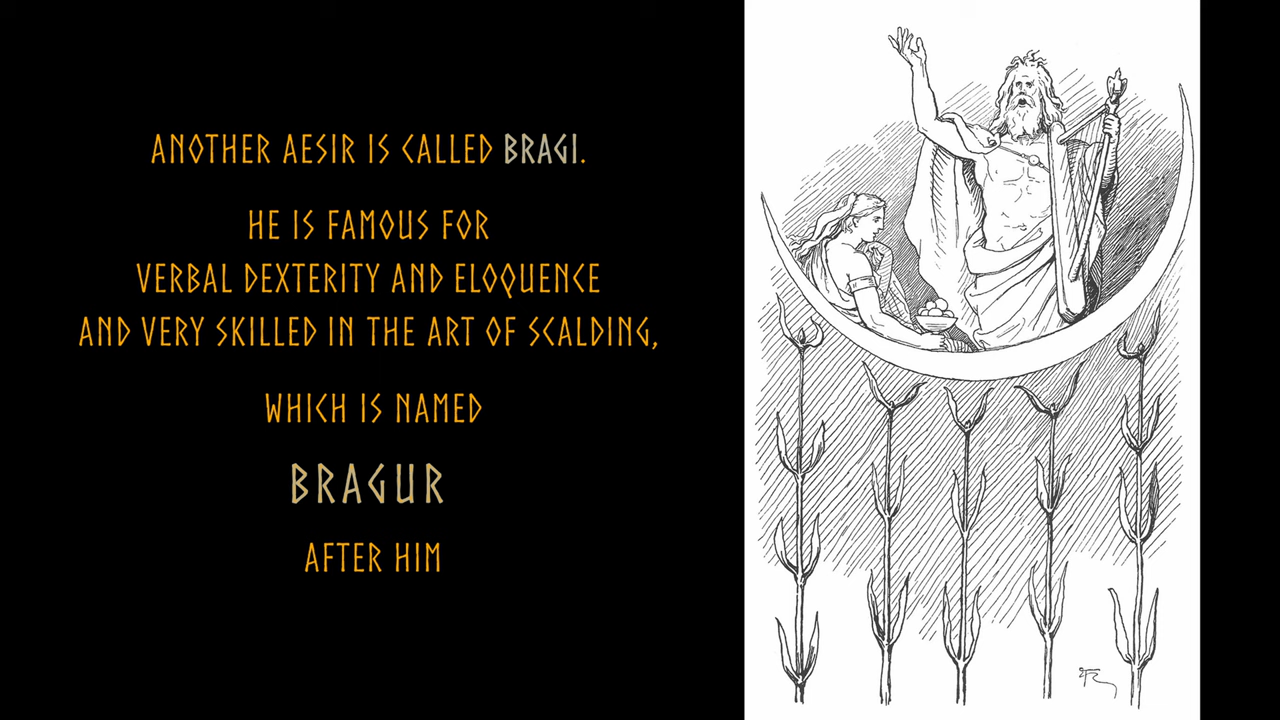 ANOTHER AESIR IS CALLED BRAGI.
HE IS FAMOUS FOR
VERBAL DEXTERITY AND ELOQUENCE
AND VERY SKILLED IN THE ART OF SCALDING,
WHICH IS NAMED
BRAGUR
AFTER HIM